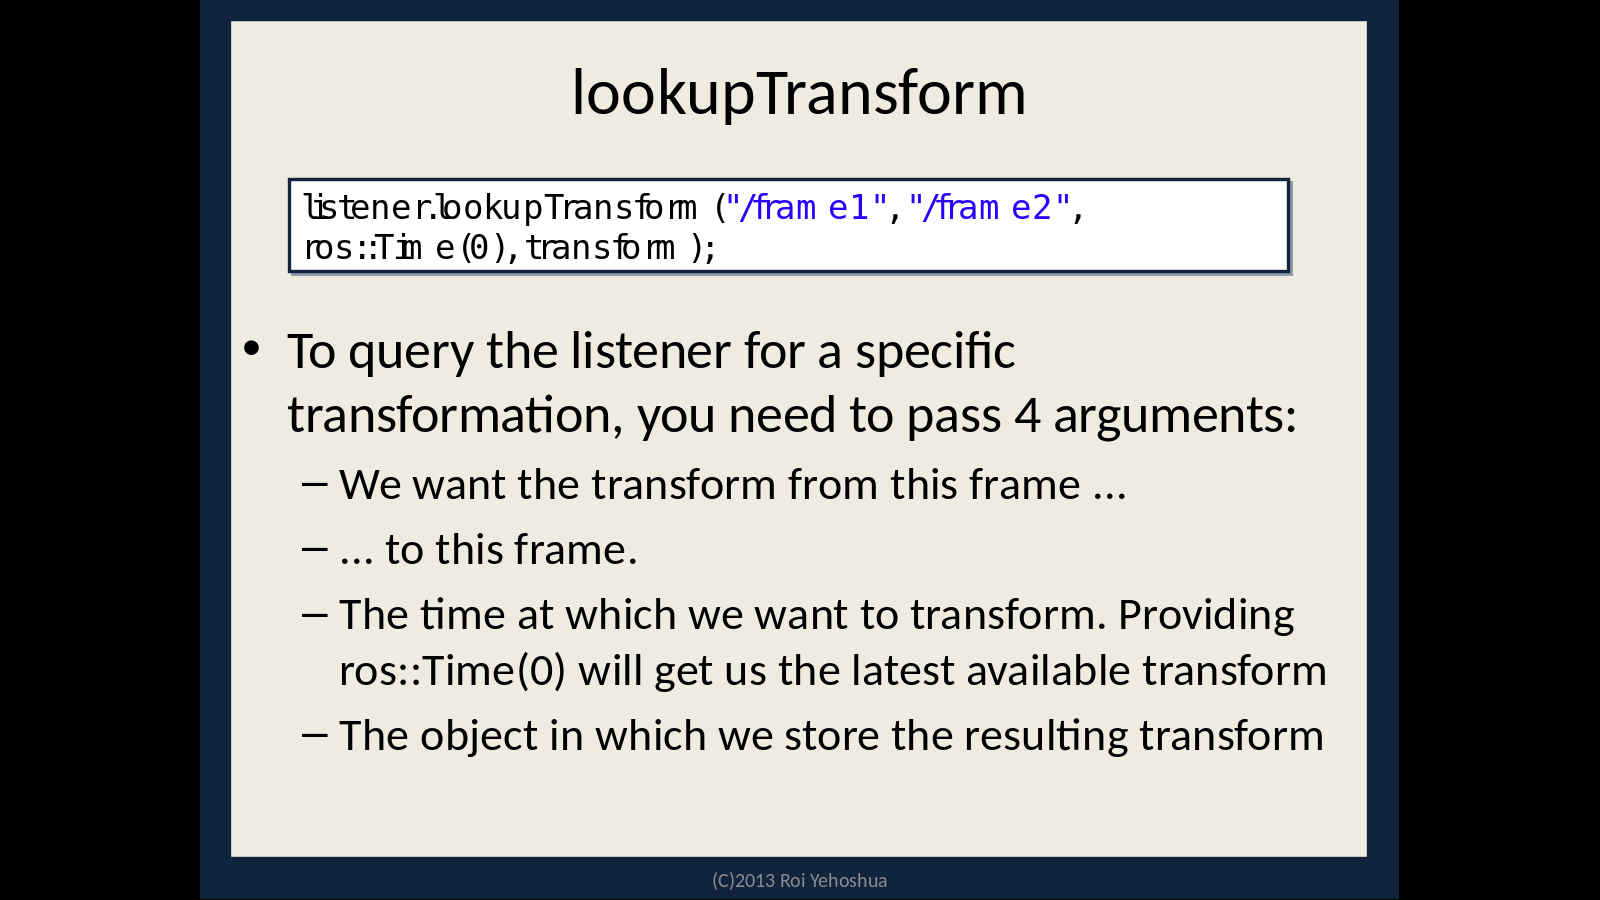 lookupTransform
listener.lookupTransform ("/frame1", "/frame2",
ros::Time(0), transform );
• To query the listener for a specific
transformation, you need to pass 4 arguments:
– We want the transform from this frame ...
– ... to this frame.
– The time at which we want to transform. Providing
ros::Time(0) will get us the latest available transform
– The object in which we store the resulting transform
(C)2013 Roi Yehoshua